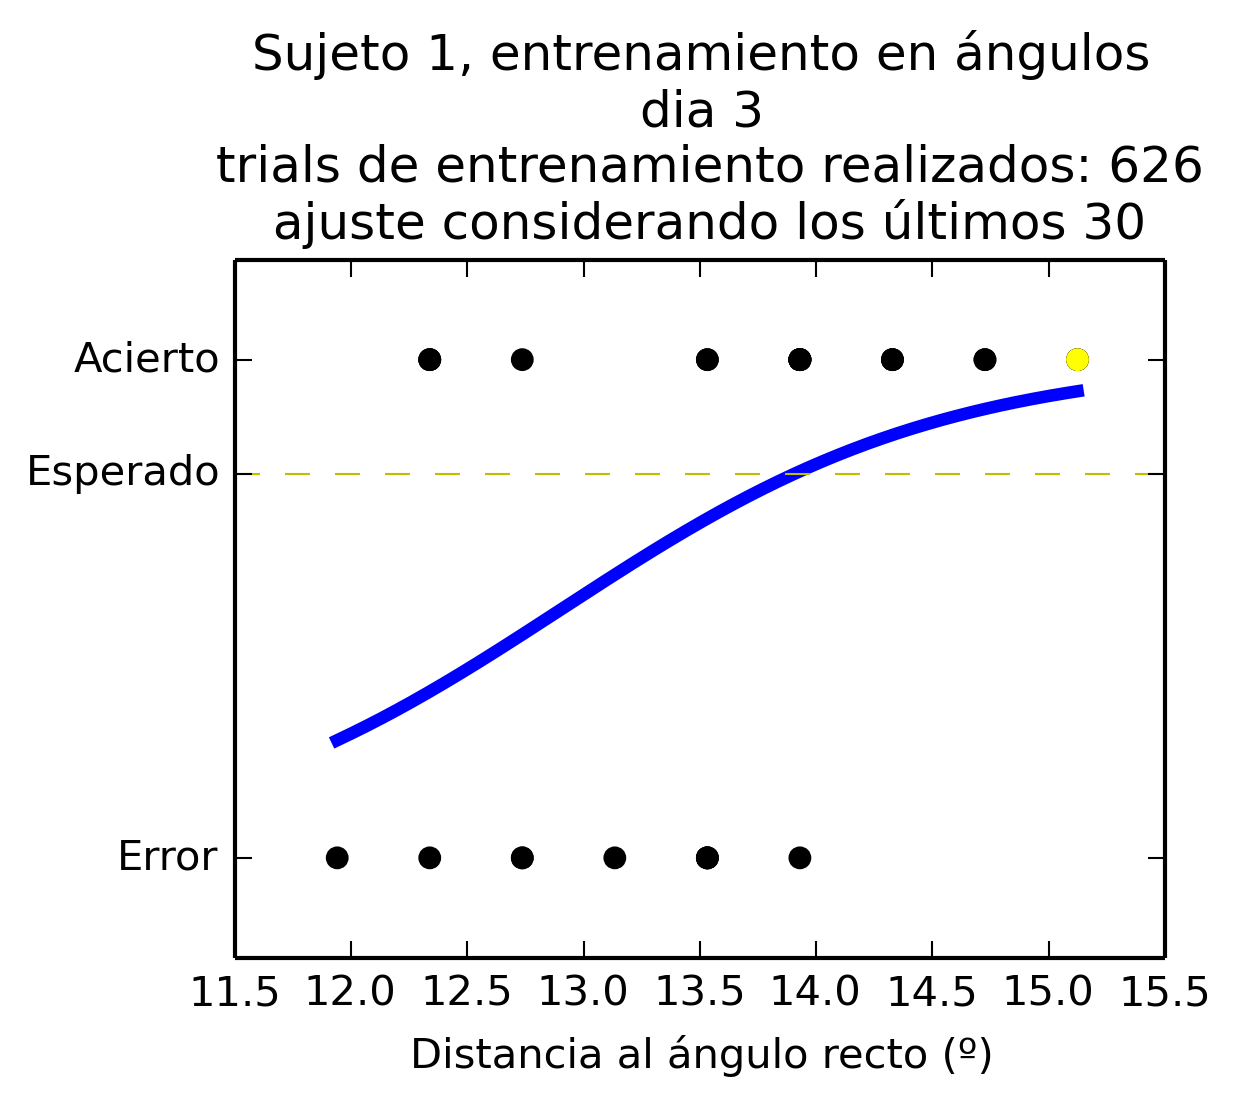 Sujeto 1, entrenamiento en ángulos
dia 3
trials de entrenamiento realizados: 626
ajuste considerando los últimos 30
Acierto
Esperado
Error
11.5 12.0 12.5 13.0 13.5 14.0 14.5 15.0 15.5
Distancia al ángulo recto (º)